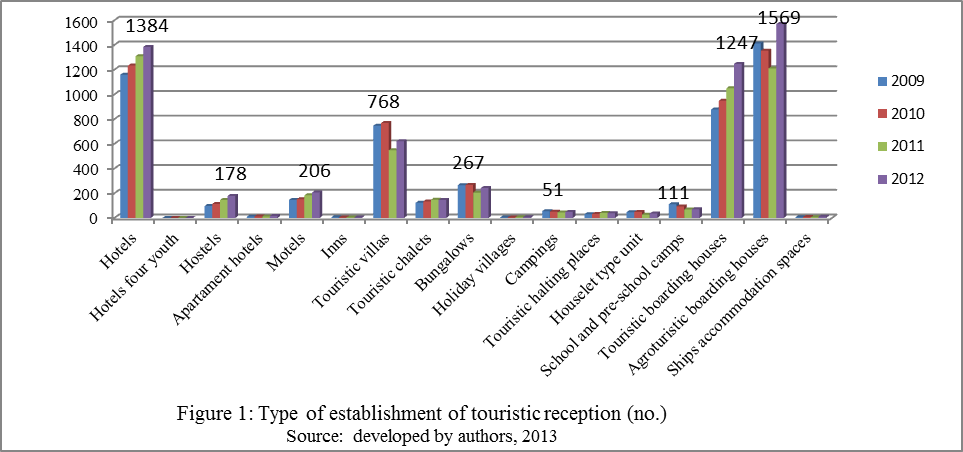 1600
1400
1200
1000
800
600
400
200
0
1384
178
206
768
267
51
111
1247
1569
Hotels
Hotels four youth
Hostels
Apartament hotels
Motels
Inns
Touristic villas
Touristic chalets
Bungalows
Holiday villages
Campings
Touristic halting places
Houselet type unit
School and pre-school camps
Touristic boarding houses
Agroturistic boarding houses
Ships accommodation spaces
2009
2010
2011
2012
Figure 1: Type of establishment of touristic reception (no.)
Source: developed by authors, 2013